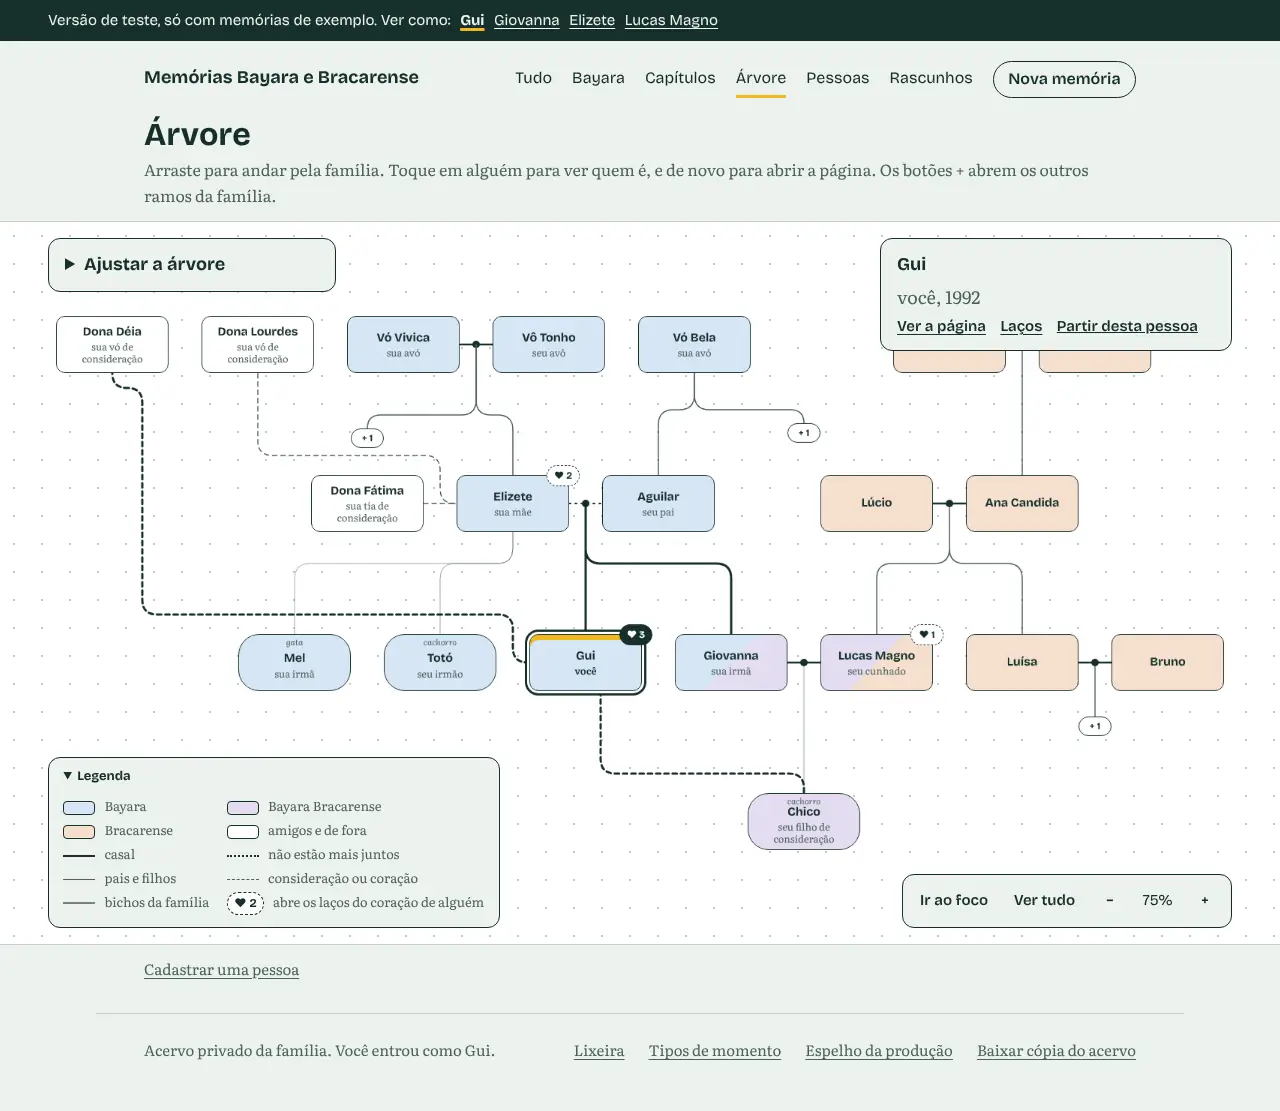 Versão de teste, só com memórias de exemplo. Ver como: Gui Giovanna Elizete Lucas Magno
Memórias Bayara e Bracarense
Tudo Bayara Capítulos Árvore Pessoas Rascunhos Nova memória
Árvore
Arraste para andar pela família. Toque em alguém para ver quem é, e de novo para abrir a página. Os botões + abrem os outros
ramos da família.
Ajustar a árvore
Gui
você, 1992
Ver a página Laços Partir desta pessoa
Dona Déia
sua vó de
consideração
Dona Lourdes
sua vó de
consideração
Vó Vivica
sua avó
Vô Tonho
seu avô
Vó Bela
sua avó
+ 1
+ 1
Dona Fátima
sua tia de
consideração
Elizete
sua mãe
♥ 2
Aguilar
seu pai
Lúcio
Ana Candida
gata
Mel
sua irmã
cachorro
Totó
seu irmão
Gui
você
♥ 3
Giovanna
sua irmã
Lucas Magno
seu cunhado
♥ 1
Luísa
Bruno
+ 1
cachorro
Chico
seu filho de
consideração
Legenda
Bayara
Bayara Bracarense
Bracarense
amigos e de fora
casal
não estão mais juntos
pais e filhos
consideração ou coração
bichos da família
♥ 2 abre os laços do coração de alguém
Ir ao foco Ver tudo − 75% +
Cadastrar uma pessoa
Acervo privado da família. Você entrou como Gui.
Lixeira Tipos de momento Espelho da produção Baixar cópia do acervo